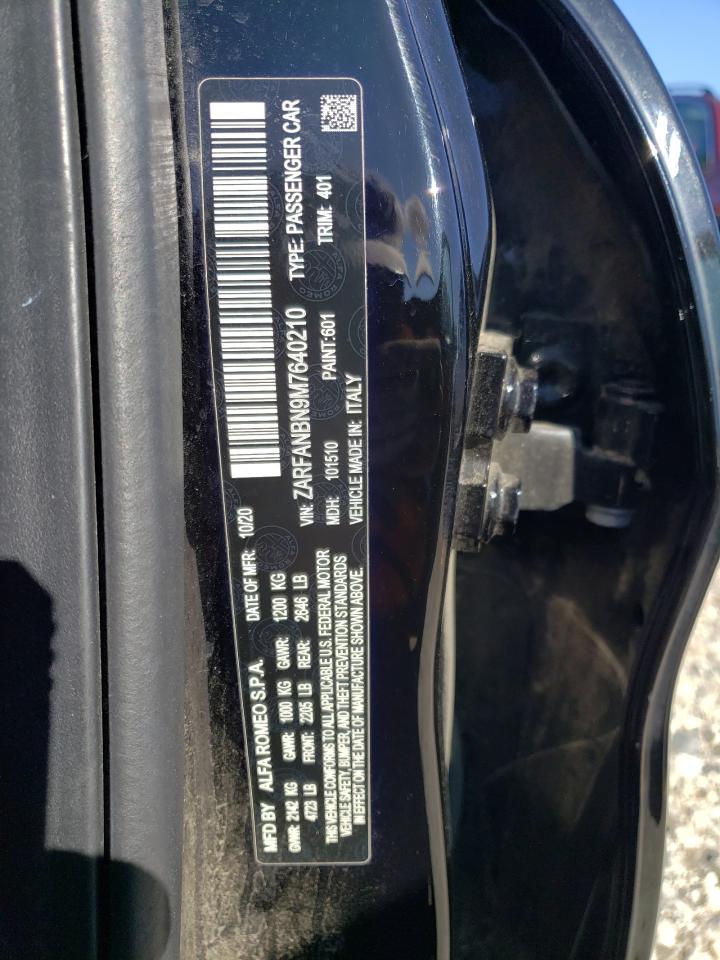 MFD BY ALFA ROMEO S.P.A. DATE OF MFR: 10/20
GVWR 2142 KG GAWR: 1000 KG GAWR: 1200 KG
4723 LB FRONT: 2205 LB REAR: 2646 LB
THIS VEHICLE CONFORMS TO ALL APPLICABLE U.S. FEDERAL MOTOR
VEHICLE SAFETY, BUMPER, AND THEFT PREVENTION STANDARDS
IN EFFECT ON THE DATE OF MANUFACTURE SHOWN ABOVE.
VIN: ZARFANBN9M7640210 TYPE: PASSENGER CAR
MDH: 101510 PAINT:601 TRIM: 401
VEHICLE MADE IN: ITALY
ALFA ROMEO